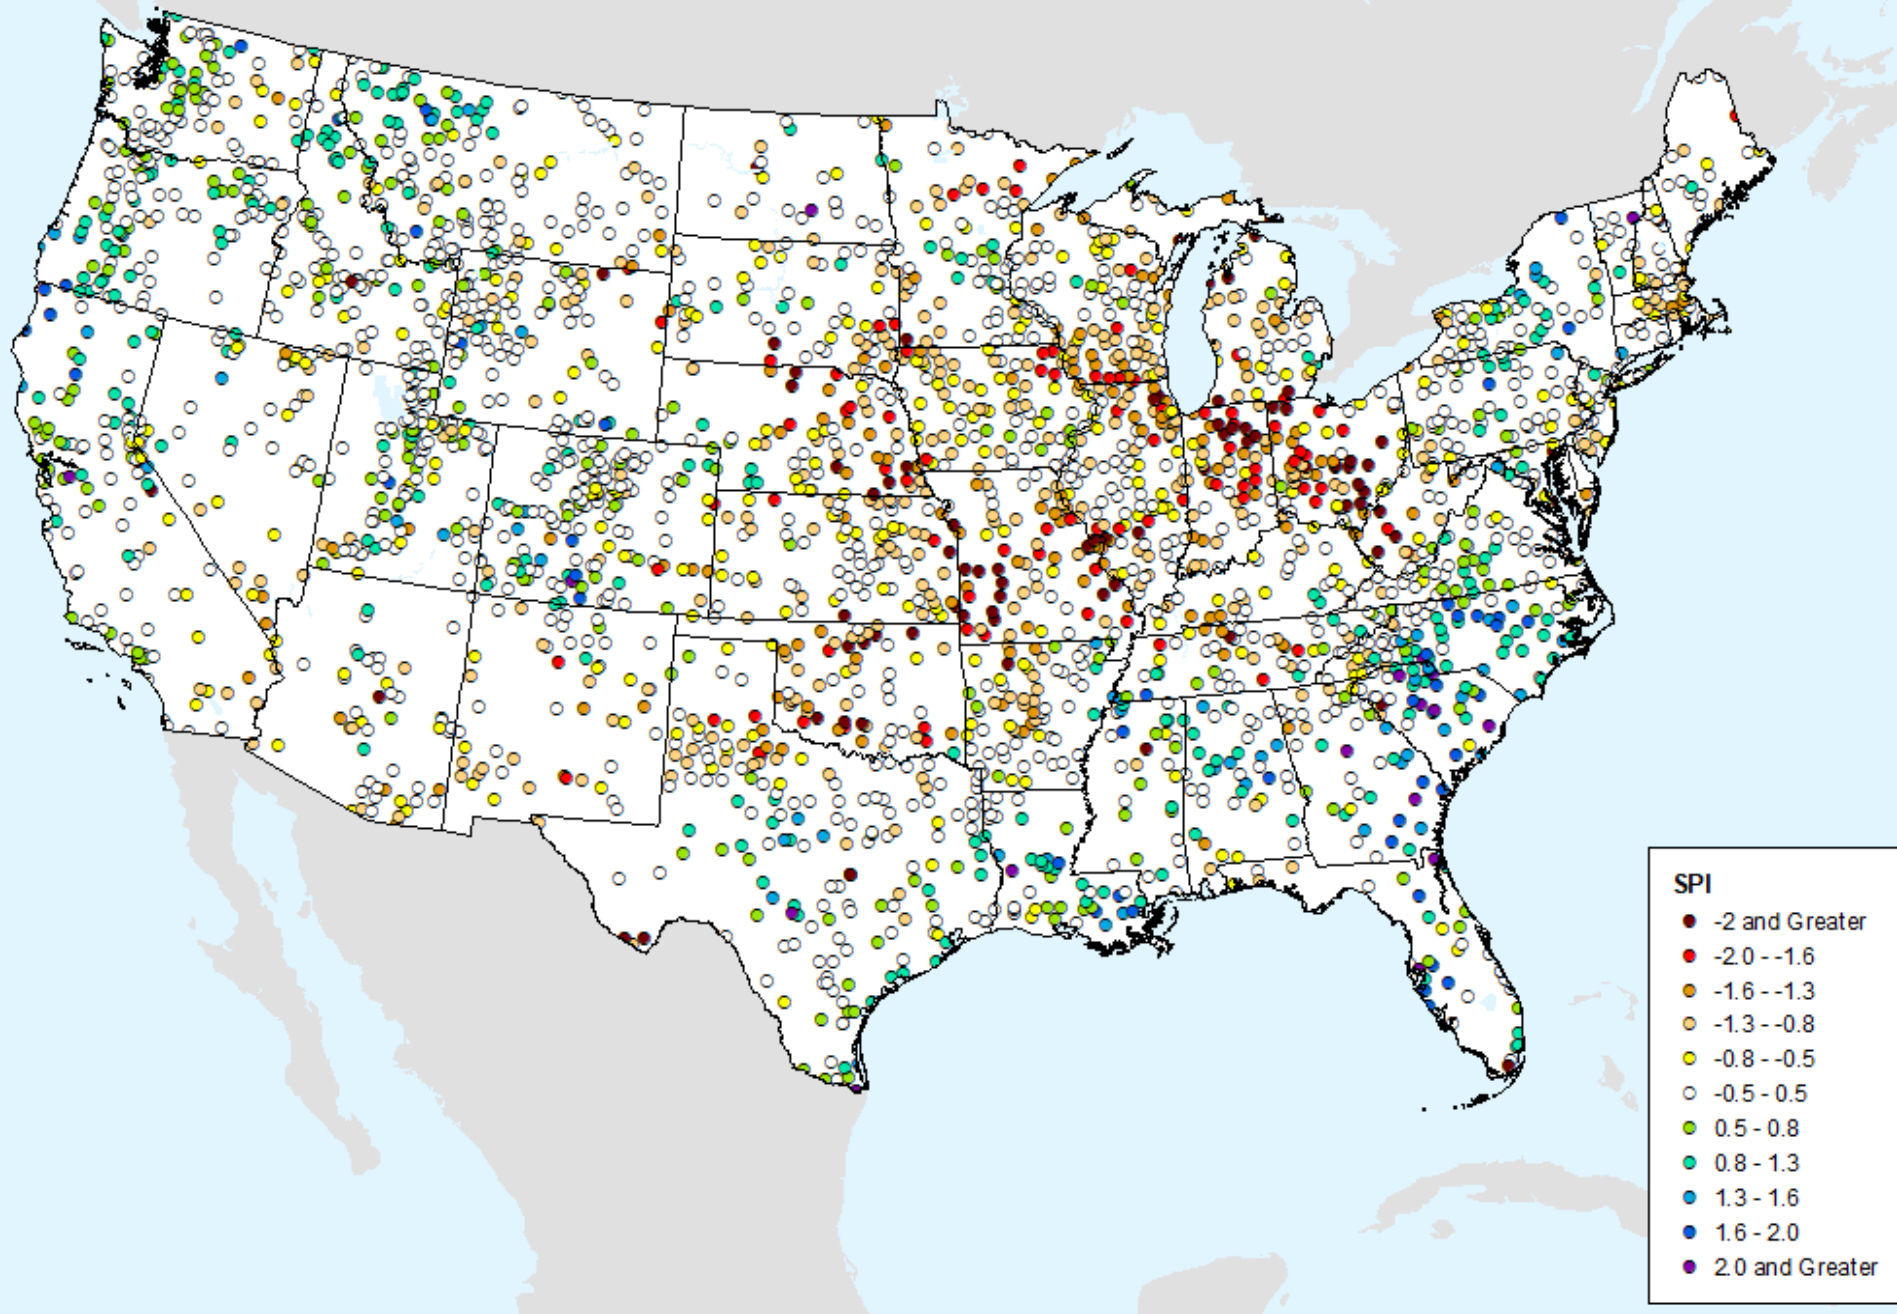 SPI
-2 and Greater
-2.0 - -1.6
-1.6 - -1.3
-1.3 - -0.8
-0.8 - -0.5
-0.5 - 0.5
0.5 - 0.8
0.8 - 1.3
1.3 - 1.6
1.6 - 2.0
2.0 and Greater